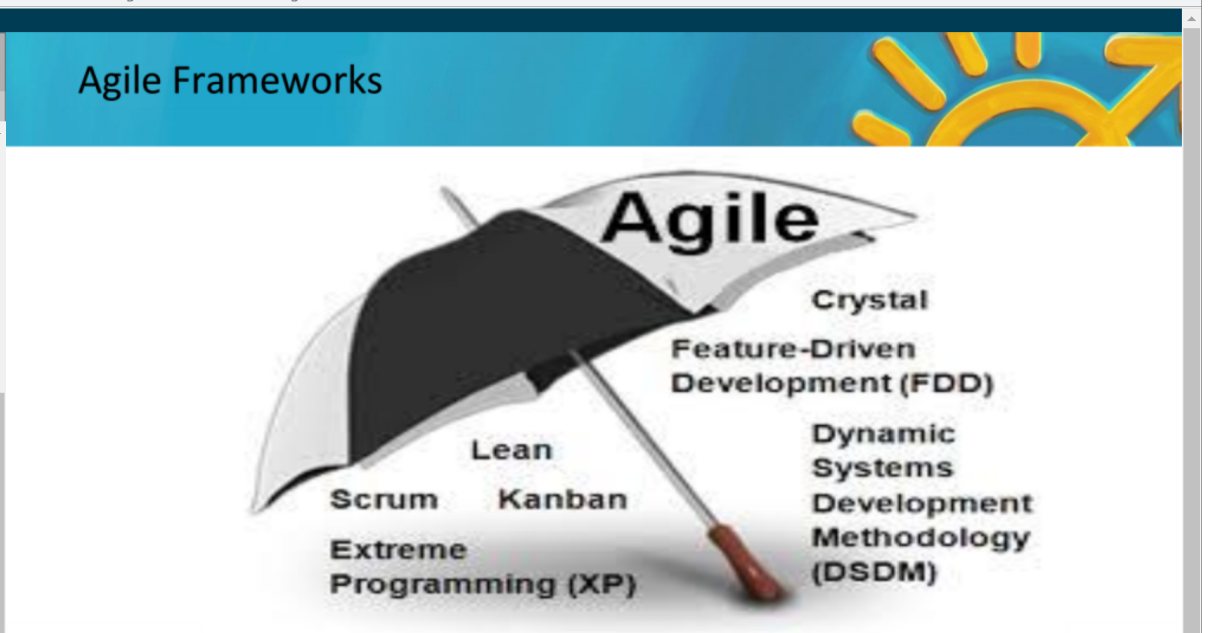 Agile Frameworks
Agile
Crystal
Feature-Driven
Development (FDD)
Dynamic
Systems
Development
Methodology
(DSDM)
Lean
Scrum Kanban
Extreme
Programming (XP)